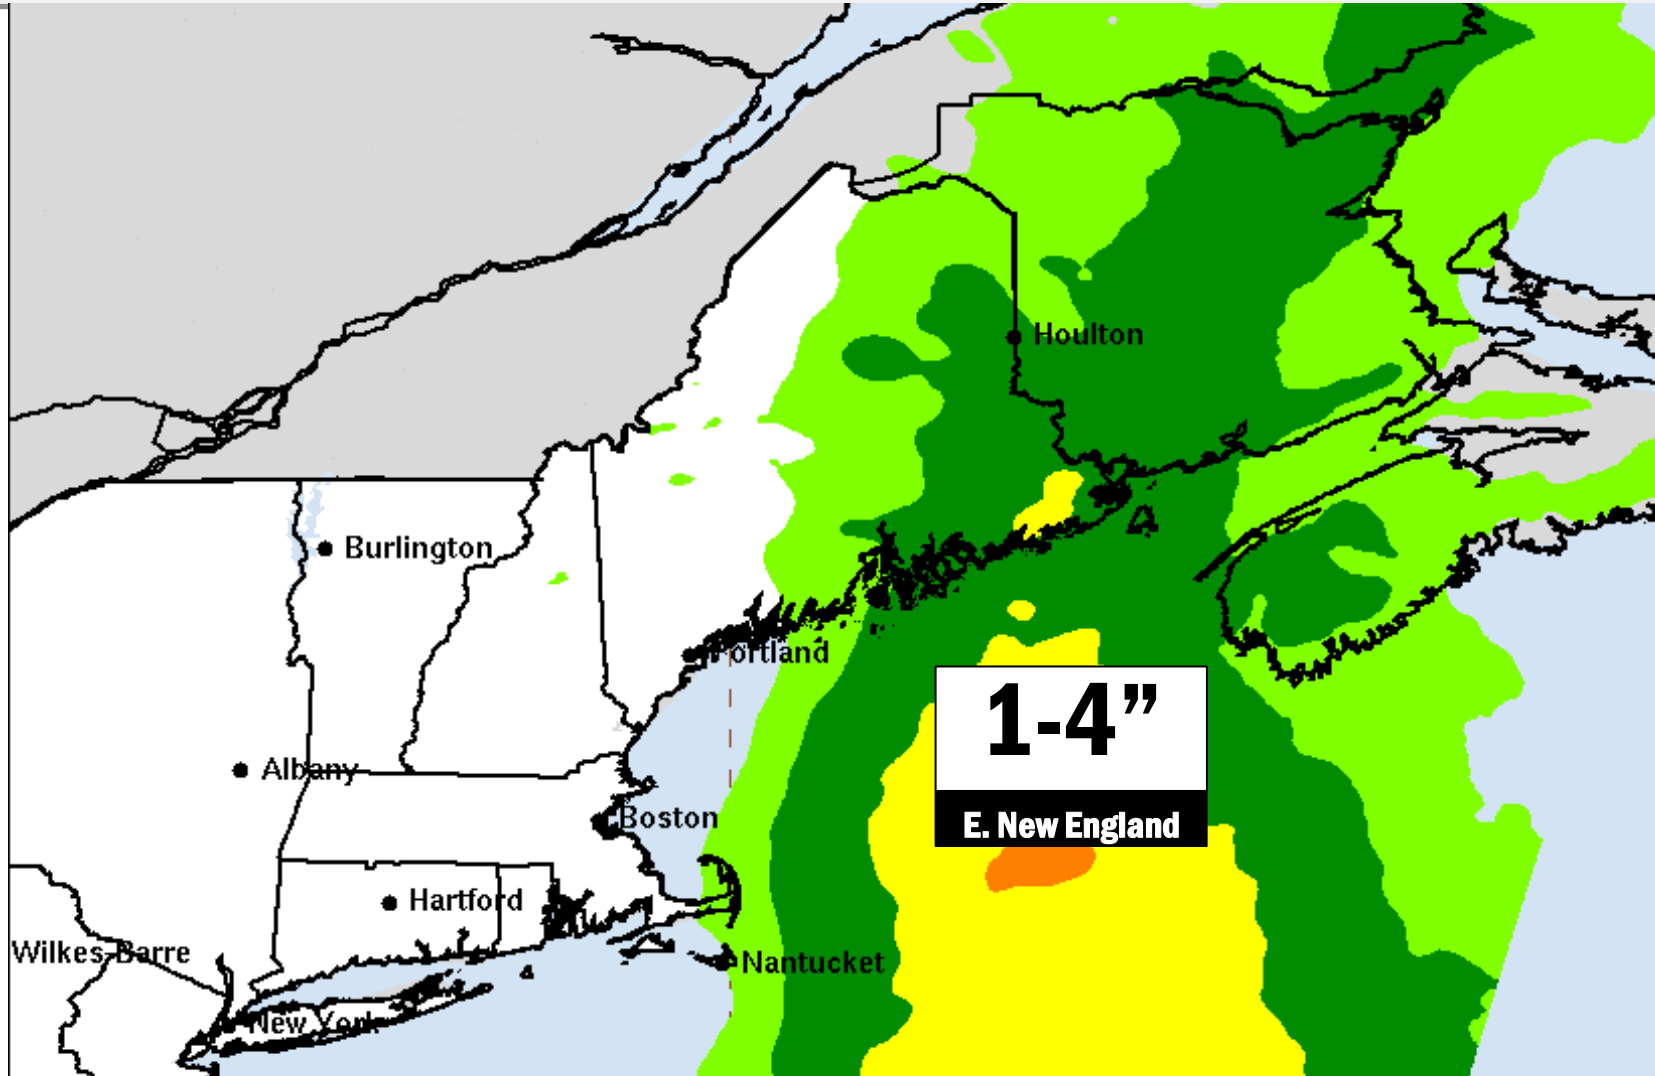 Houlton
Burlington
Portland
1-4”
E. New England
Albany
Boston
Hartford
Wilkes-Barre
Nantucket
New York